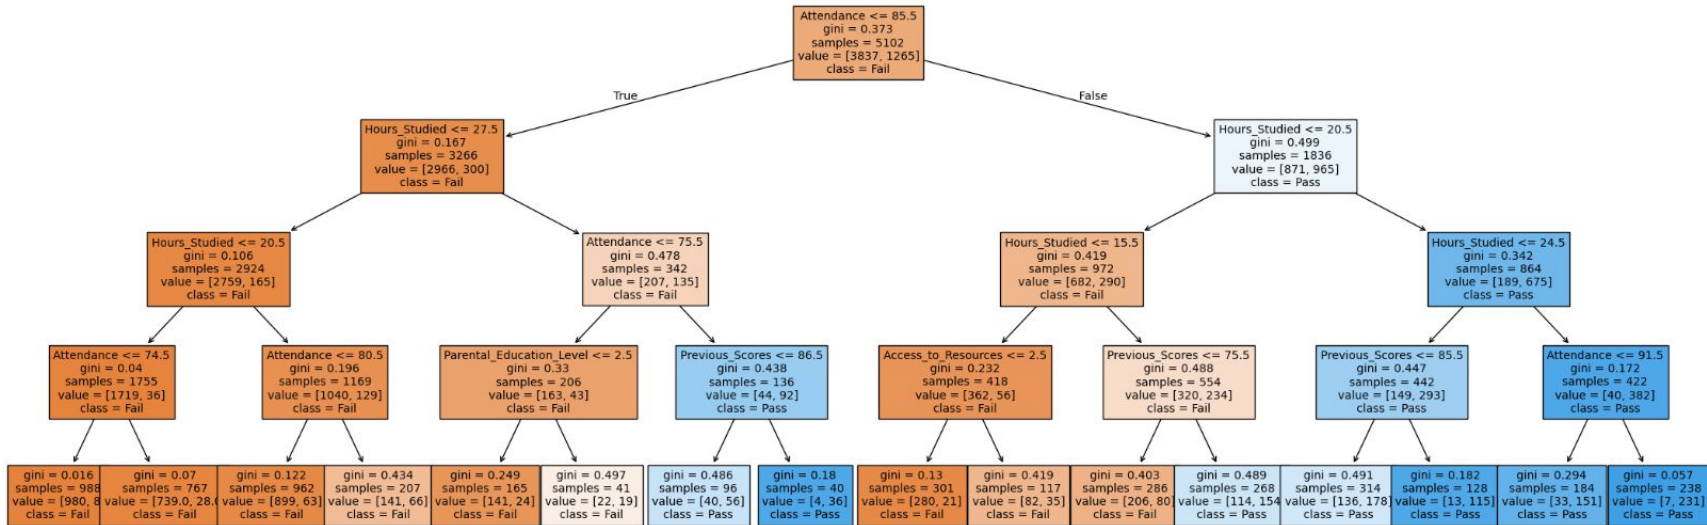 Attendance <= 85.5
gini = 0.373
samples = 5102
value = [3837, 1265]
class = Fail
True
False
Hours_Studied <= 27.5
gini = 0.167
samples = 3266
value = [2966, 300]
class = Fail
Hours_Studied <= 20.5
gini = 0.499
samples = 1836
value = [871, 965]
class = Pass
Hours_Studied <= 20.5
gini = 0.106
samples = 2924
value = [2759, 165]
class = Fail
Attendance <= 75.5
gini = 0.478
samples = 342
value = [207, 135]
class = Fail
Hours_Studied <= 15.5
gini = 0.419
samples = 972
value = [682, 290]
class = Fail
Hours_Studied <= 24.5
gini = 0.342
samples = 864
value = [189, 675]
class = Pass
Attendance <= 74.5
gini = 0.04
samples = 1755
value = [1719, 36]
class = Fail
Attendance <= 80.5
gini = 0.196
samples = 1169
value = [1040, 129]
class = Fail
Parental_Education_Level <= 2.5
gini = 0.33
samples = 206
value = [163, 43]
class = Fail
Previous_Scores <= 86.5
gini = 0.438
samples = 136
value = [44, 92]
class = Pass
Access_to_Resources <= 2.5
gini = 0.232
samples = 418
value = [362, 56]
class = Fail
Previous_Scores <= 75.5
gini = 0.488
samples = 554
value = [320, 234]
class = Fail
Previous_Scores <= 85.5
gini = 0.447
samples = 442
value = [149, 293]
class = Pass
Attendance <= 91.5
gini = 0.172
samples = 422
value = [40, 382]
class = Pass
gini = 0.016
samples = 988
value = [980, 8
class = Fail
gini = 0.07
samples = 767
value = [739.0, 28.0
class = Fail
gini = 0.122
samples = 962
value = [899, 63]
class = Fail
gini = 0.434
samples = 207
value = [141, 66]
class = Fail
gini = 0.249
samples = 165
value = [141, 24]
class = Fail
gini = 0.497
samples = 41
value = [22, 19]
class = Fail
gini = 0.486
samples = 96
value = [40, 56]
class = Pass
gini = 0.18
samples = 40
value = [4, 36]
class = Pass
gini = 0.13
samples = 301
value = [280, 21]
class = Fail
gini = 0.419
samples = 117
value = [82, 35]
class = Fail
gini = 0.403
samples = 286
value = [206, 80]
class = Fail
gini = 0.489
samples = 268
value = [114, 154
class = Pass
gini = 0.491
samples = 314
value = [136, 178]
class = Pass
gini = 0.182
samples = 128
value = [13, 115]
class = Pass
gini = 0.294
samples = 184
value = [33, 151]
class = Pass
gini = 0.057
samples = 238
value = [7, 231]
class = Pass